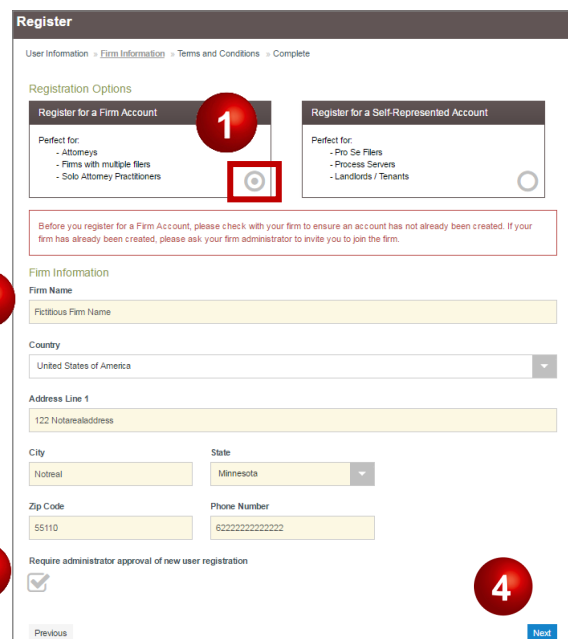 Register
User Information » Firm Information » Terms and Conditions » Complete
Registration Options
Register for a Firm Account
1
Perfect for:
- Attorneys
- Firms with multiple filers
- Solo Attorney Practitioners
Register for a Self-Represented Account
Perfect for:
- Pro Se Filers
- Process Servers
- Landlords / Tenants
Before you register for a Firm Account, please check with your firm to ensure an account has not already been created. If your
firm has already been created, please ask your firm administrator to invite you to join the firm.
Firm Information
Firm Name
Fictitious Firm Name
Country
United States of America
Address Line 1
122 Notarealaddress
City
State
Notreal
Minnesota
Zip Code
Phone Number
55110
62222222222222
Require administrator approval of new user registration
4
Previous
Next